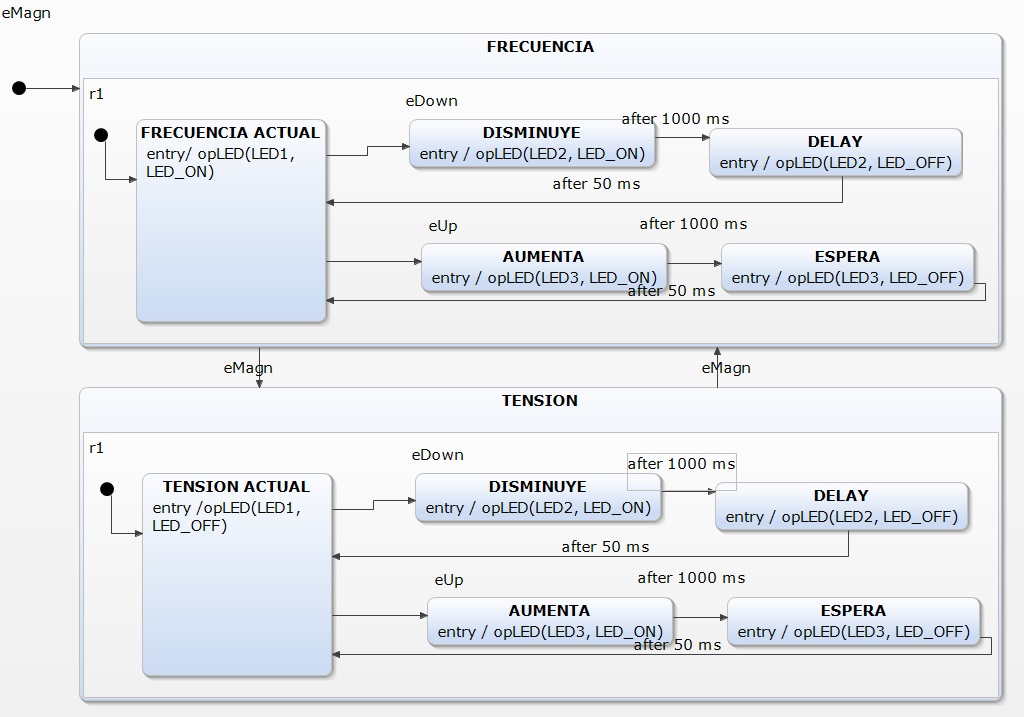 eMagn
FRECUENCIA
r1
eDown
after 1000 ms
FRECUENCIA ACTUAL
entry/ opLED(LED1,
LED_ON)
DISMINUYE
entry / opLED(LED2, LED_ON)
DELAY
entry / opLED(LED2, LED_OFF)
after 50 ms
eUp
after 1000 ms
AUMENTA
entry / opLED(LED3, LED_ON)
ESPERA
entry / opLED(LED3, LED_OFF)
after 50 ms
eMagn
eMagn
TENSION
r1
eDown
after 1000 ms
TENSION ACTUAL
entry /opLED(LED1,
LED_OFF)
DISMINUYE
entry / opLED(LED2, LED_ON)
DELAY
entry / opLED(LED2, LED_OFF)
after 50 ms
eUp
after 1000 ms
AUMENTA
entry / opLED(LED3, LED_ON)
ESPERA
entry / opLED(LED3, LED_OFF)
after 50 ms